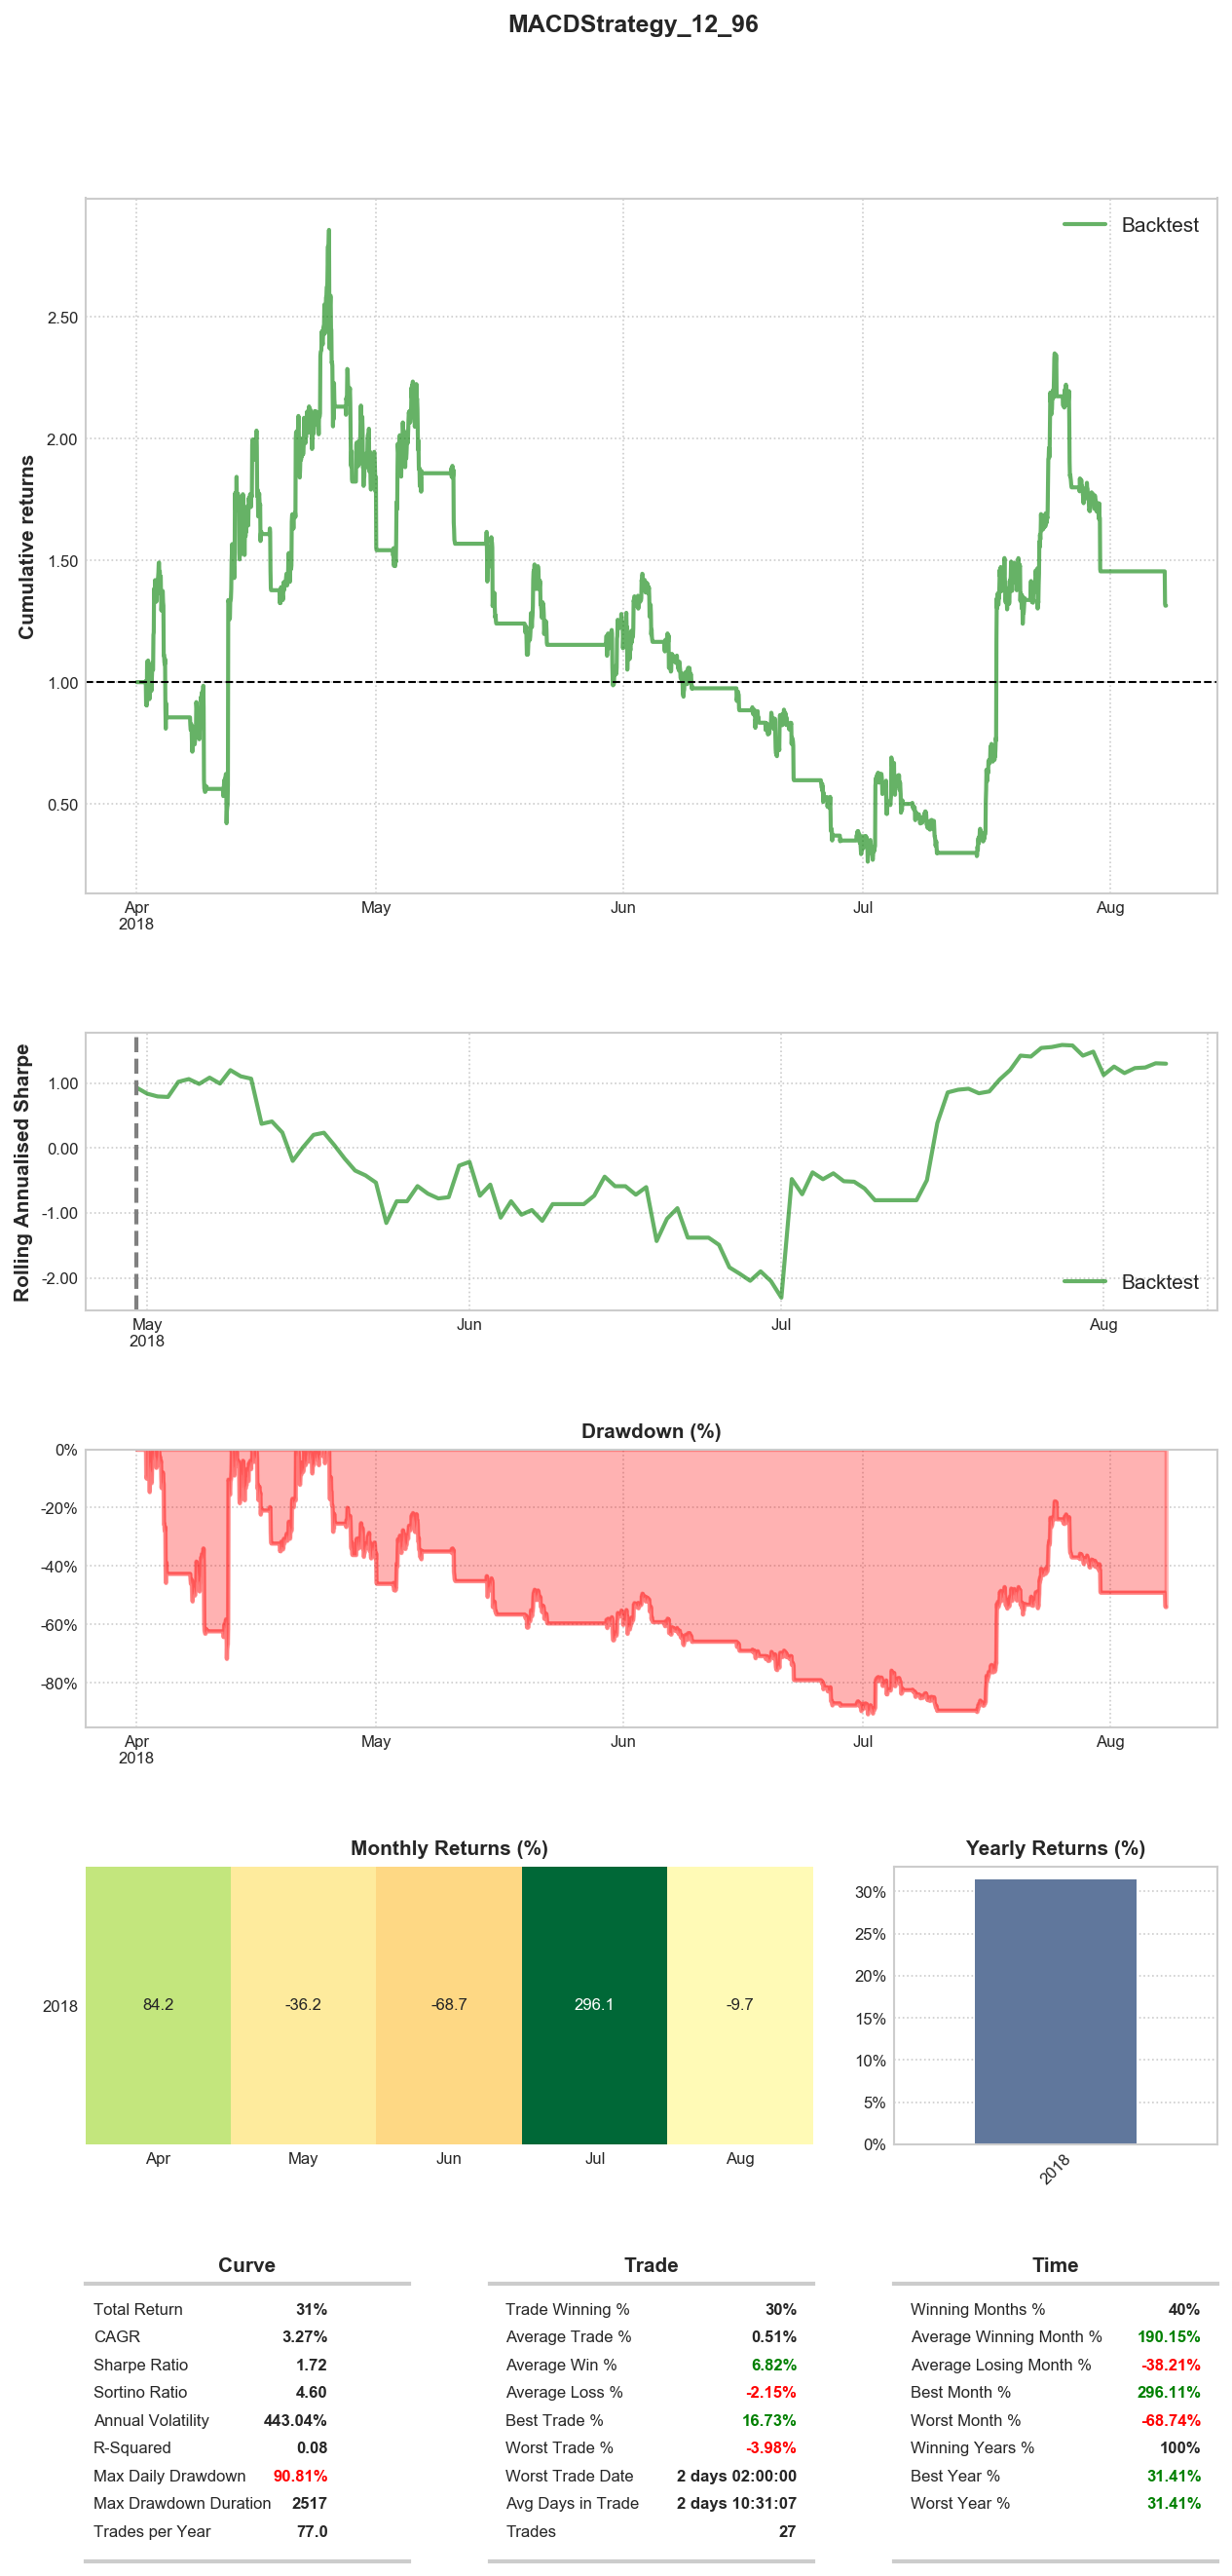 MACDStrategy_12_96
Backtest
Cumulative returns
2.50
2.00
1.50
1.00
0.50
Apr May Jun Jul Aug
2018
Rolling Annualised Sharpe
1.00
0.00
-1.00
-2.00
Backtest
May Jun Jul Aug
2018
Drawdown (%)
0%
-20%
-40%
-60%
-80%
Apr May Jun Jul Aug
2018
Monthly Returns (%)
2018 84.2 -36.2 -68.7 296.1 -9.7
Apr May Jun Jul Aug
Yearly Returns (%)
30%
25%
20%
15%
10%
5%
0%
2018
Curve
Total Return 31%
CAGR 3.27%
Sharpe Ratio 1.72
Sortino Ratio 4.60
Annual Volatility 443.04%
R-Squared 0.08
Max Daily Drawdown 90.81%
Max Drawdown Duration 2517
Trades per Year 77.0
Trade
Trade Winning % 30%
Average Trade % 0.51%
Average Win % 6.82%
Average Loss % -2.15%
Best Trade % 16.73%
Worst Trade % -3.98%
Worst Trade Date 2 days 02:00:00
Avg Days in Trade 2 days 10:31:07
Trades 27
Time
Winning Months % 40%
Average Winning Month % 190.15%
Average Losing Month % -38.21%
Best Month % 296.11%
Worst Month % -68.74%
Winning Years % 100%
Best Year % 31.41%
Worst Year % 31.41%